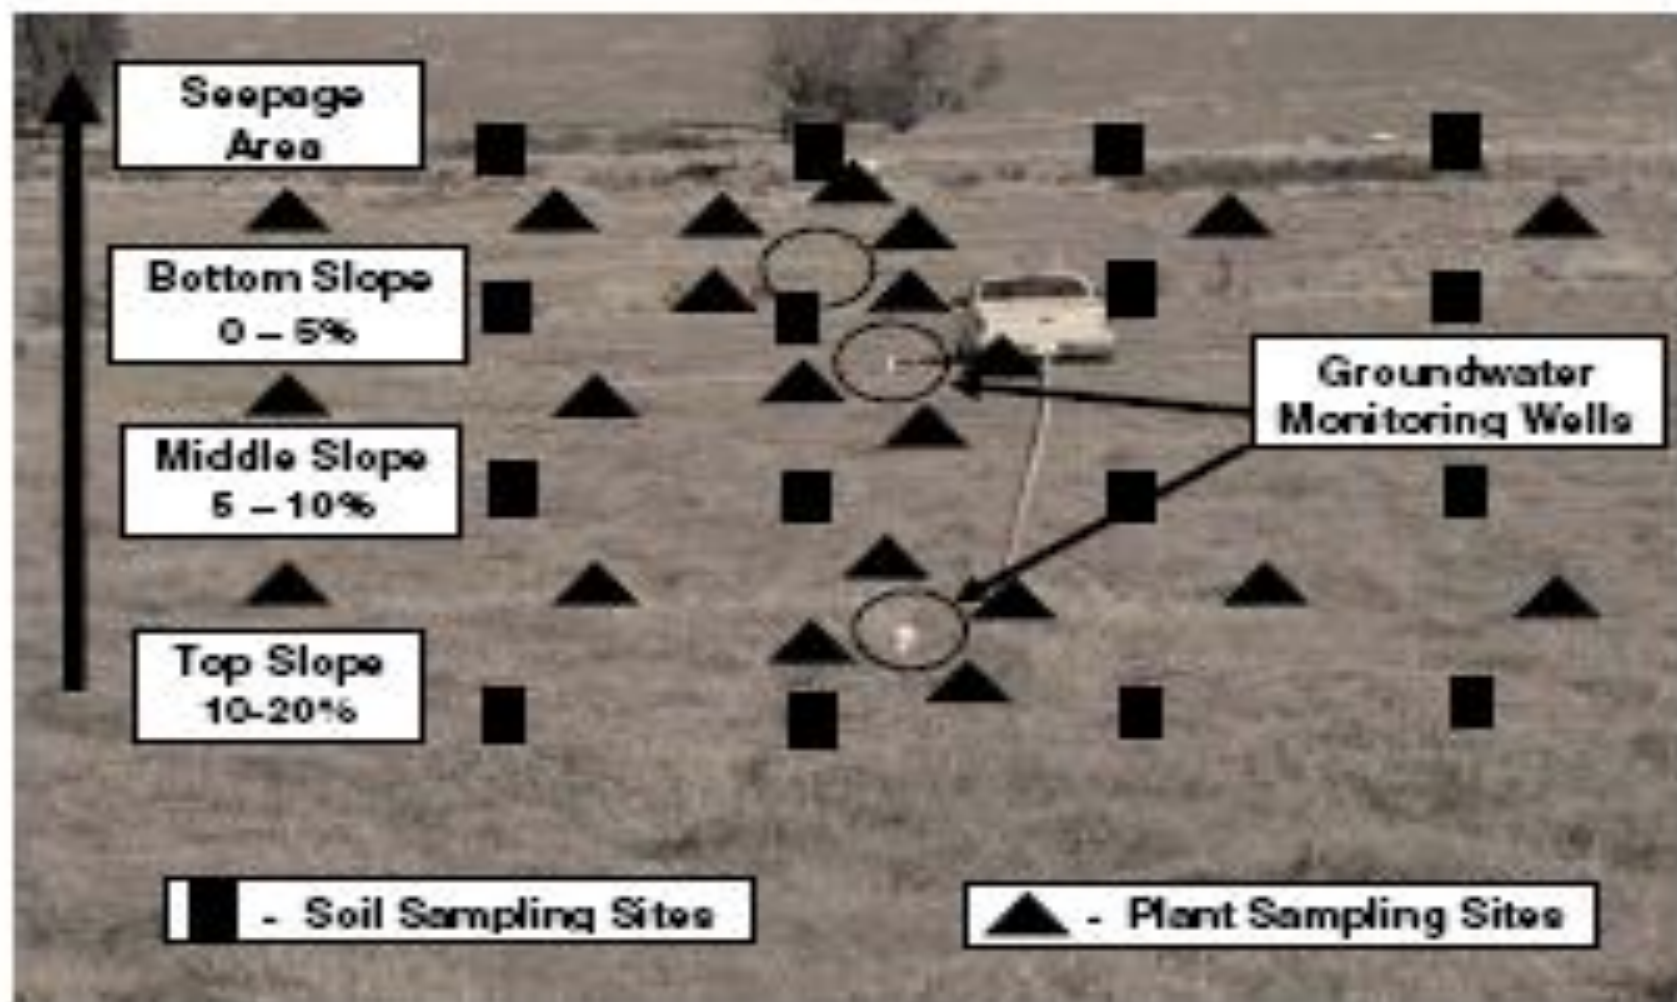 Seepage
Area
Bottom Slope
0 – 5%
Groundwater
Monitoring Wells
Middle Slope
5 – 10%
Top Slope
10-20%
- Soil Sampling Sites
- Plant Sampling Sites